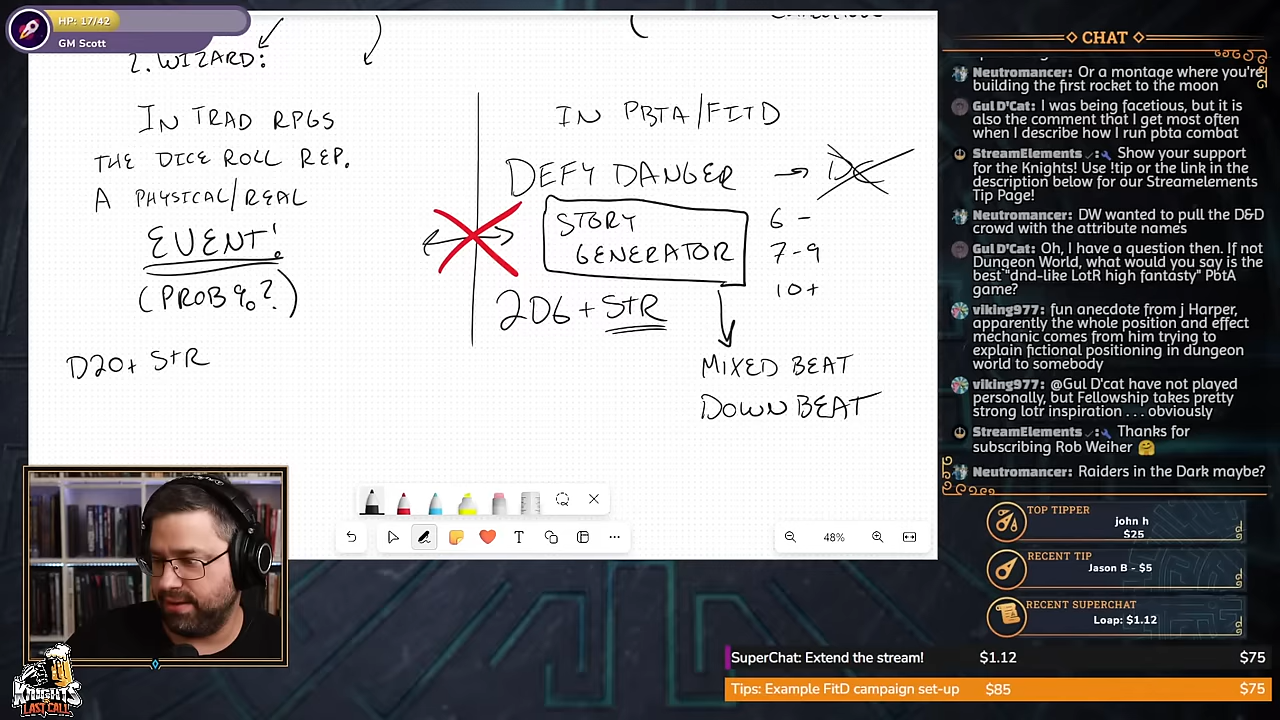 HP: 17/42
GM Scott
2. WIZARD:
IN TRAD RPGS
THE DICE ROLL REP.
A PHYSICAL/REAL
EVENT!
(PROB %?)
D20+ StR
IN PBTA/FITD
DEFY DANGER → DC
STORY
GENERATOR
6 -
7-9
10+
2D6 + StR
MIXED BEAT
DOWN BEAT
T
48%
KNIGHTS
LAST CALL
CHAT
Neutromancer: Or a montage where you're
building the first rocket to the moon
Gul D'Cat: I was being facetious, but it is
also the comment that I get most often
when I describe how I run pbta combat
StreamElements: Show your support
for the Knights! Use !tip or the link in
the description below for our Streamelements
Tip Page!
Neutromancer: DW wanted to pull the D&D
crowd with the attribute names
Gul D'Cat: Oh, I have a question then. If not
Dungeon World, what would you say is the
best "dnd-like LotR high fantasty" PbtA
game?
viking977: fun anecdote from j Harper,
apparently the whole position and effect
mechanic comes from him trying to
explain fictional positioning in dungeon
world to somebody
viking977: @Gul D'cat have not played
personally, but Fellowship takes pretty
strong lotr inspiration . . . obviously
StreamElements: Thanks for
subscribing Rob Weiher 🤗
Neutromancer: Raiders in the Dark maybe?
TOP TIPPER
john h
$25
RECENT TIP
Jason B - $5
RECENT SUPERCHAT
Loap: $1.12
SuperChat: Extend the stream! $1.12 $75
Tips: Example FitD campaign set-up $85 $75